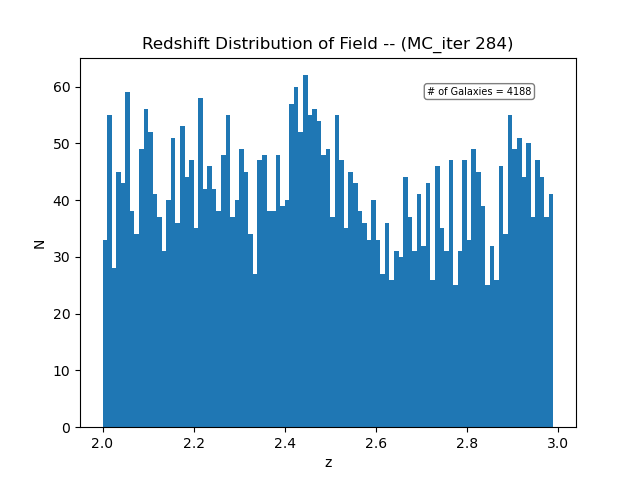 Redshift Distribution of Field -- (MC_iter 284)
# of Galaxies = 4188
60
50
40
30
20
10
0
N
2.0 2.2 2.4 2.6 2.8 3.0
z